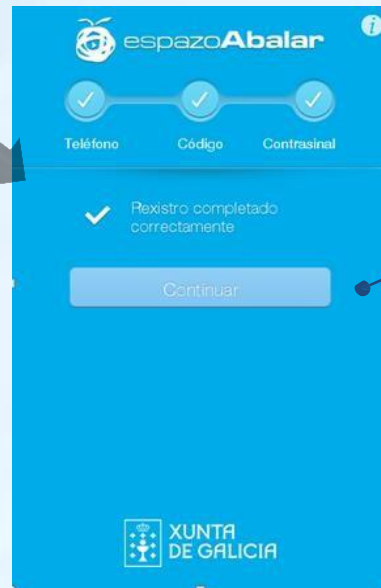 espazoAbalar
i
Teléfono Código Contrasinal
Rexistro completado
correctamente
Continuar
XUNTA
DE GALICIA